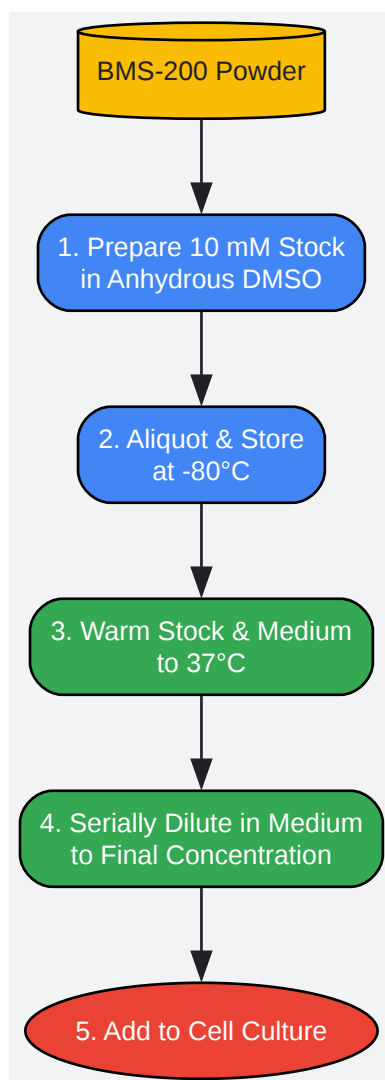 BMS-200 Powder
1. Prepare 10 mM Stock
in Anhydrous DMSO
2. Aliquot & Store
at -80°C
3. Warm Stock & Medium
to 37°C
4. Serially Dilute in Medium
to Final Concentration
5. Add to Cell Culture